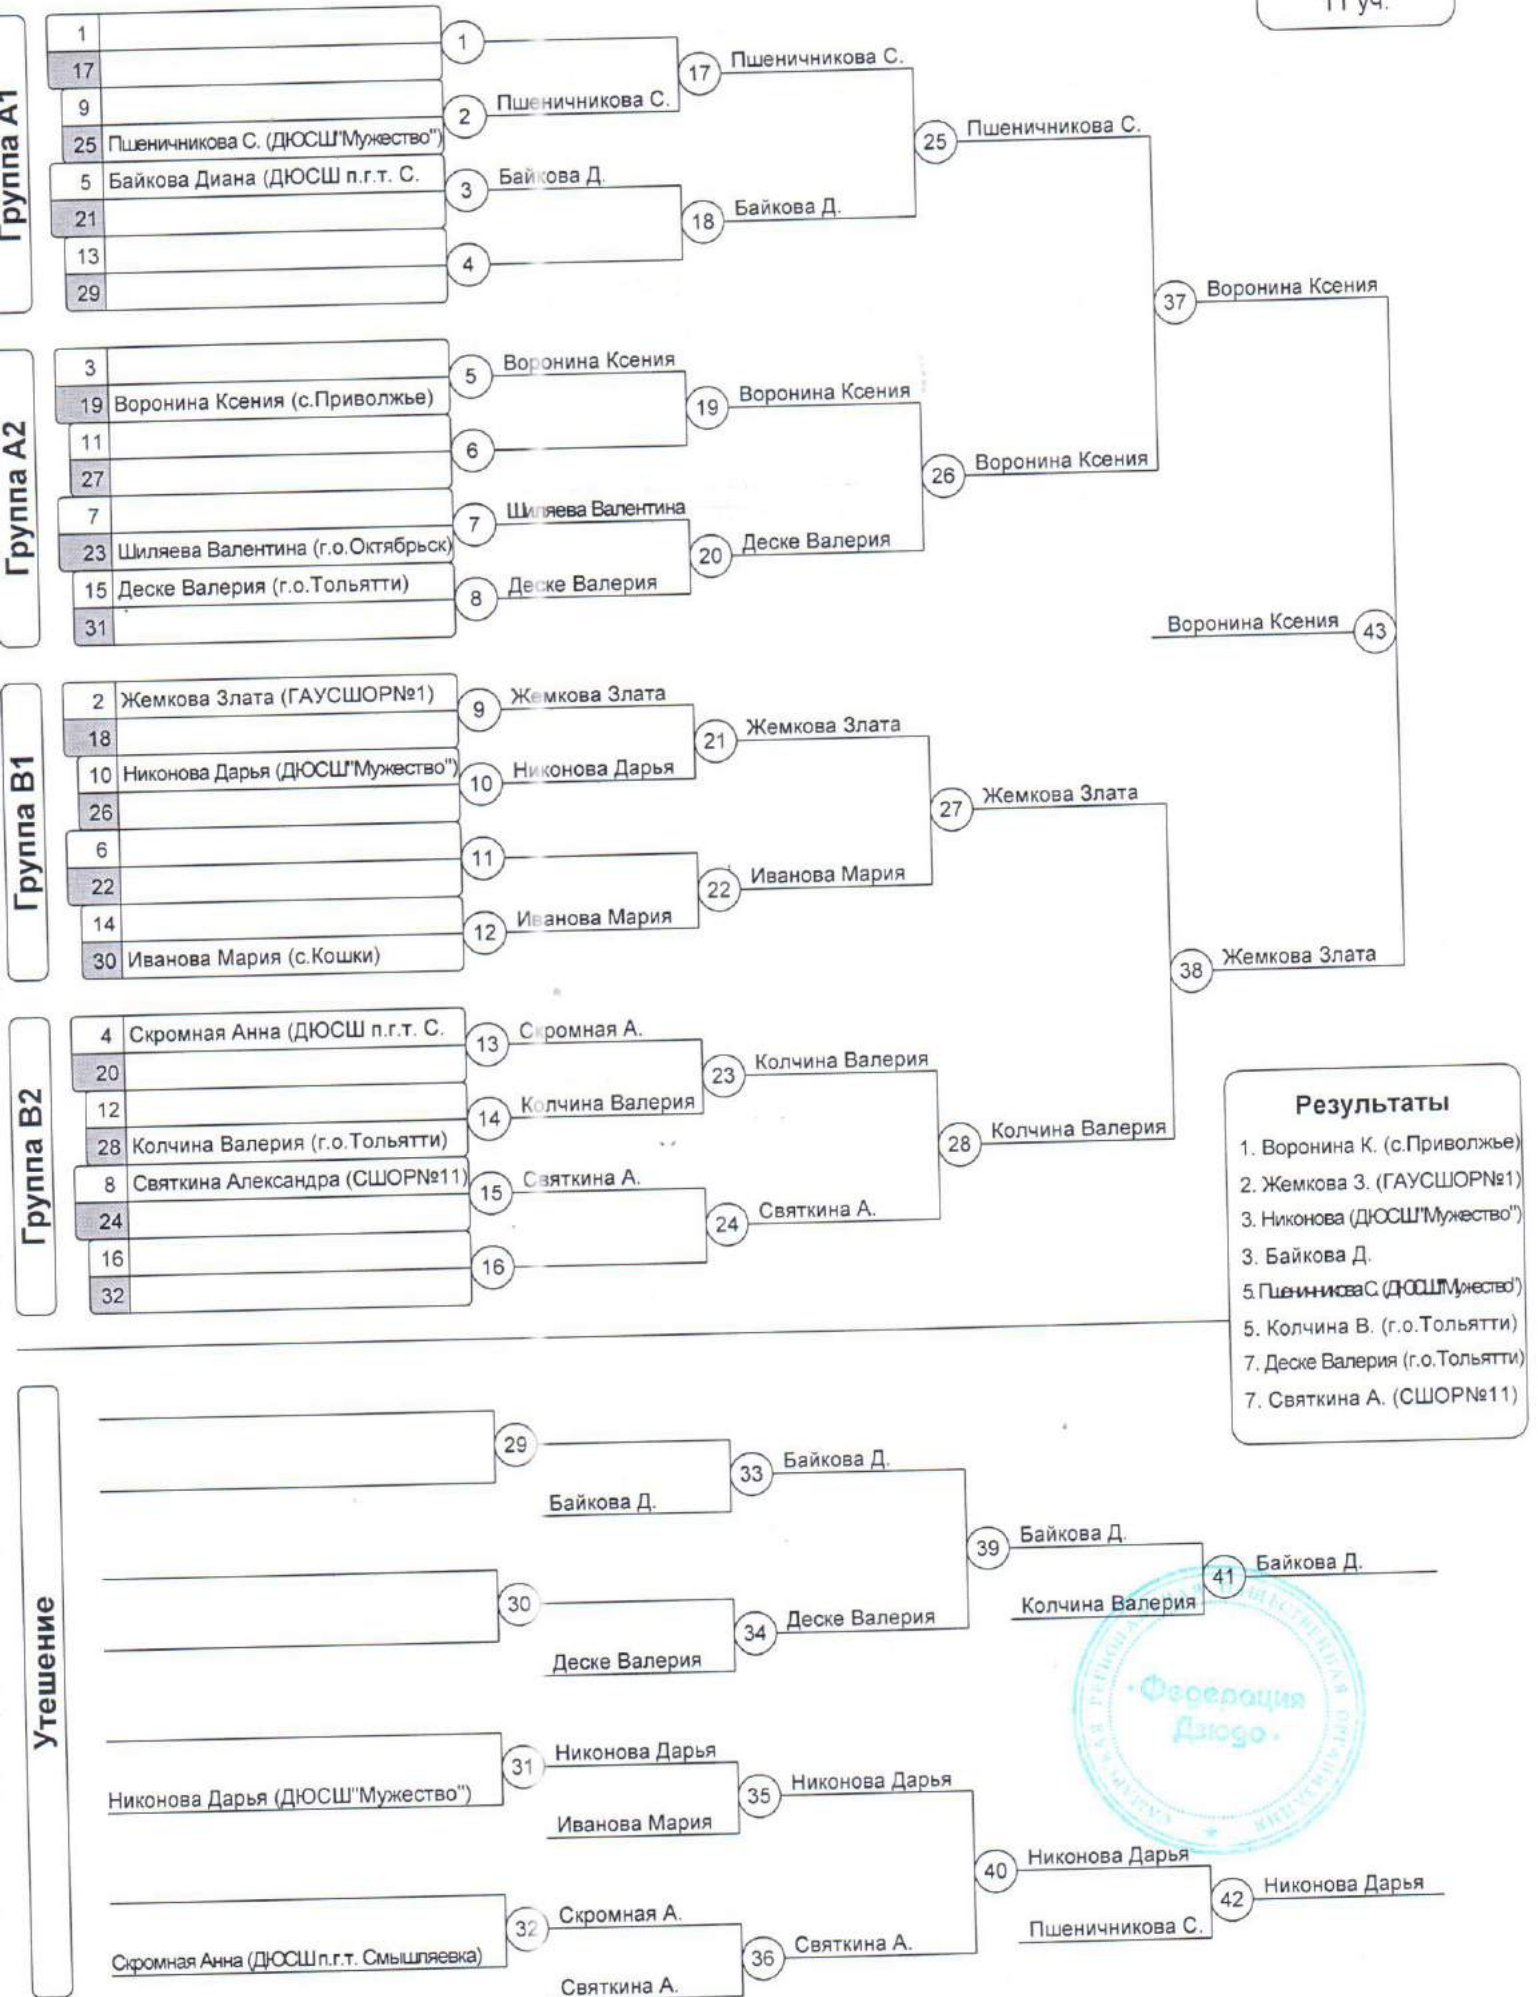 11 уч.
Группа А1
1
17
9
25 Пшеничникова С. (ДЮСШ"Мужество")
5 Байкова Диана (ДЮСШ п.г.т. С.
21
13
29
1
2 Пшеничникова С.
3 Байкова Д.
4
17 Пшеничникова С.
18 Байкова Д.
25 Пшеничникова С.
37 Воронина Ксения
Группа А2
3
19 Воронина Ксения (с.Приволжье)
11
27
7
23 Шиляева Валентина (г.о.Октябрьск)
15 Деске Валерия (г.о.Тольятти)
31
5 Воронина Ксения
6
7 Шиляева Валентина
8 Деске Валерия
19 Воронина Ксения
20 Деске Валерия
26 Воронина Ксения
Воронина Ксения 43
Группа В1
2 Жемкова Злата (ГАУСШОР№1)
18
10 Никонова Дарья (ДЮСШ"Мужество")
26
6
22
14
30 Иванова Мария (с.Кошки)
9 Жемкова Злата
10 Никонова Дарья
11
12 Иванова Мария
21 Жемкова Злата
22 Иванова Мария
27 Жемкова Злата
38 Жемкова Злата
Группа В2
4 Скромная Анна (ДЮСШ п.г.т. С.
20
12
28 Колчина Валерия (г.о.Тольятти)
8 Святкина Александра (СШОР№11)
24
16
32
13 Скромная А.
14 Колчина Валерия
15 Святкина А.
16
23 Колчина Валерия
24 Святкина А.
28 Колчина Валерия
Результаты
1. Воронина К. (с.Приволжье)
2. Жемкова З. (ГАУСШОР№1)
3. Никонова (ДЮСШ"Мужество")
3. Байкова Д.
5. Пшеничникова С. (ДЮСШ"Мужество")
5. Колчина В. (г.о.Тольятти)
7. Деске Валерия (г.о.Тольятти)
7. Святкина А. (СШОР№11)
Утешение
29
Байкова Д.
33 Байкова Д.
30
Деске Валерия
34 Деске Валерия
39 Байкова Д.
Колчина Валерия
41 Байкова Д.
Никонова Дарья (ДЮСШ"Мужество")
31 Никонова Дарья
Иванова Мария
35 Никонова Дарья
Скромная Анна (ДЮСШ п.г.т. Смышляевка)
32 Скромная А.
Святкина А.
36 Святкина А.
40 Никонова Дарья
Пшеничникова С.
42 Никонова Дарья
САМАРСКАЯ РЕГИОНАЛЬНАЯ ОБЩЕСТВЕННАЯ ОРГАНИЗАЦИЯ
Федерация
Дзюдо